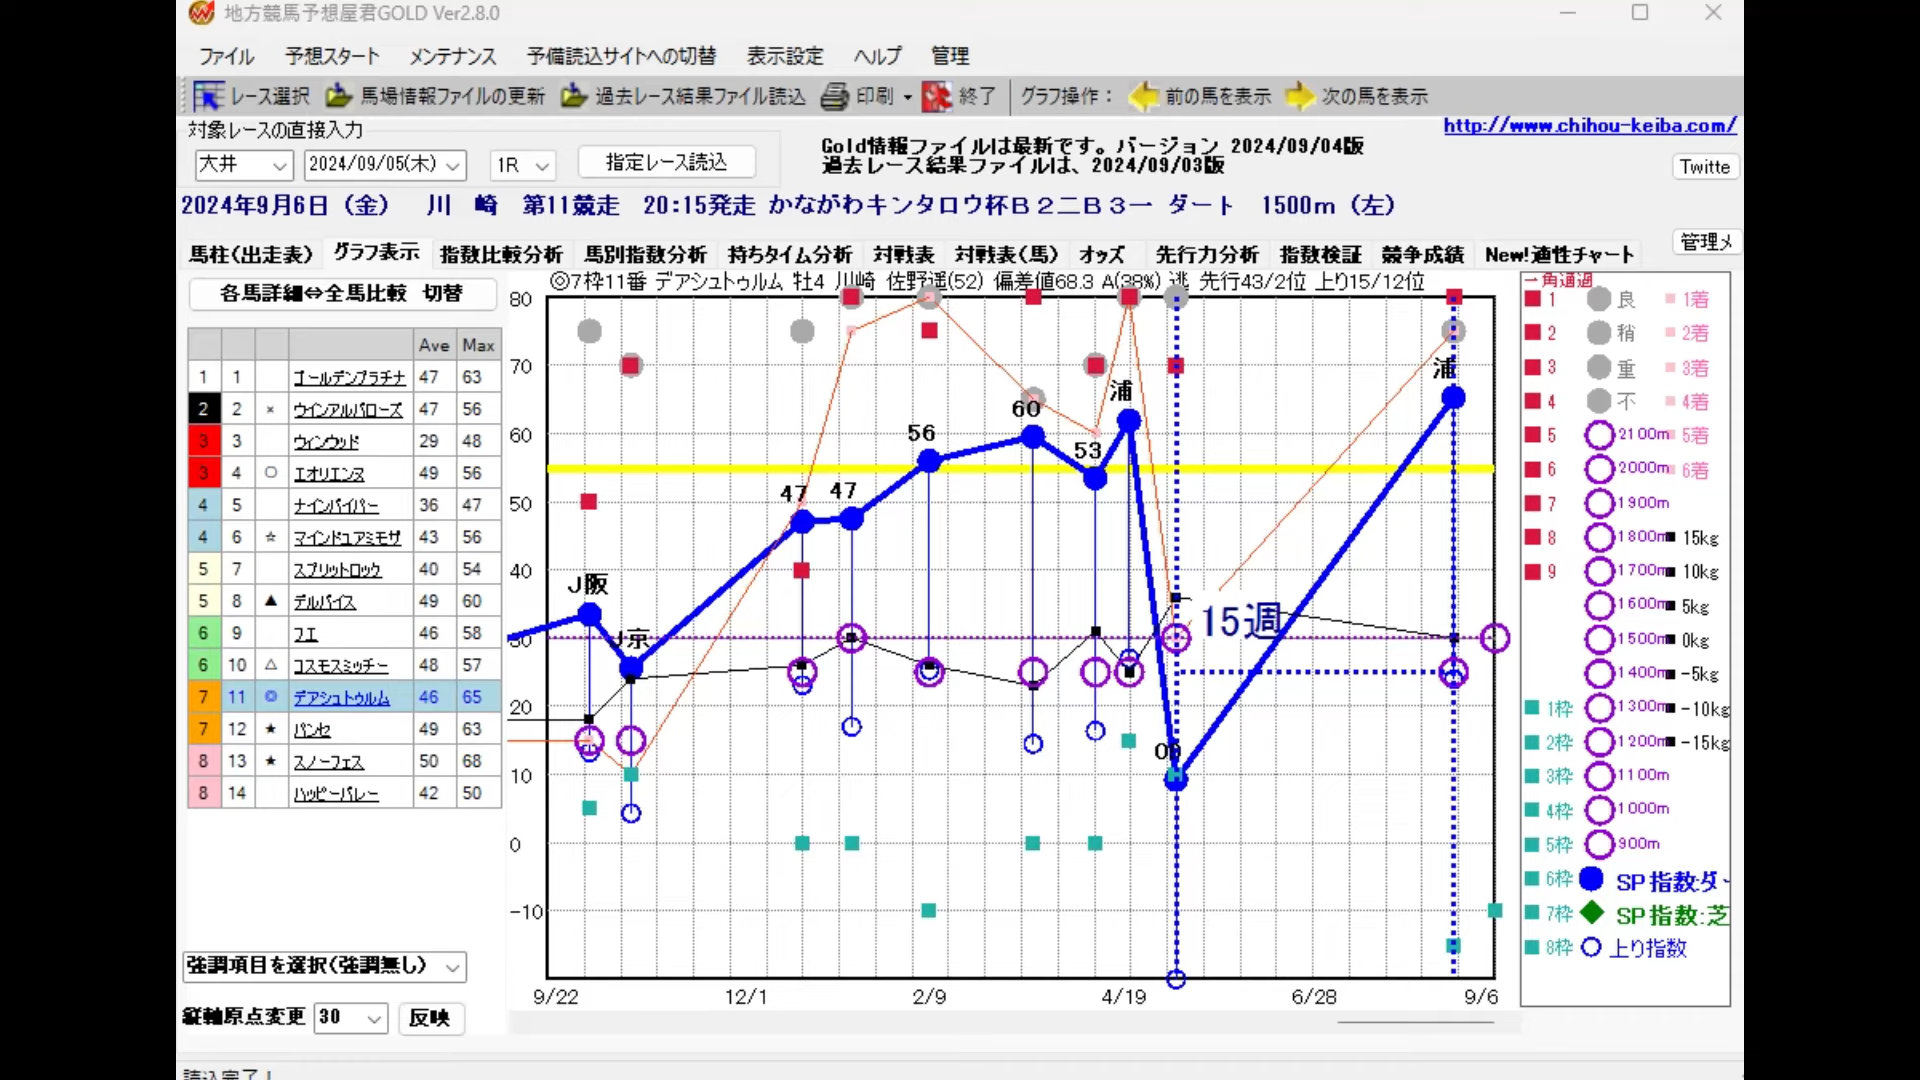 地方競馬予想屋君GOLD Ver2.8.0
ファイル 予想スタート メンテナンス 予備読込サイトへの切替 表示設定 ヘルプ 管理
レース選択 馬場情報ファイルの更新 過去レース結果ファイル読込 印刷 終了 グラフ操作： 前の馬を表示 次の馬を表示
対象レースの直接入力
http://www.chihou-keiba.com/
大井 2024/09/05(木) 1R 指定レース読込
Gold情報ファイルは最新です。バージョン 2024/09/04版
過去レース結果ファイルは、2024/09/03版
Twitte
2024年9月6日（金） 川 崎 第11競走 20:15発走 かながわキンタロウ杯Ｂ２二Ｂ３一 ダート 1500m（左）
管理メ
馬柱(出走表) グラフ表示 指数比較分析 馬別指数分析 持ちタイム分析 対戦表 対戦表(馬) オッズ 先行力分析 指数検証 競争成績 New!適性チャート
各馬詳細⇔全馬比較 切替
◎7枠11番 デアシュトゥルム 牡4 川崎 佐野遥(52) 偏差値68.3 A(38%) 逃 先行43/2位 上り15/12位
Ave Max
1 1 ゴールデンプラチナ 47 63
2 2 × ウインアルバローズ 47 56
3 3 ウィンウッド 29 48
3 4 ○ エオリエンヌ 49 56
4 5 ナインパイパー 36 47
4 6 ☆ マインドユアミモザ 43 56
5 7 スプリットロック 40 54
5 8 ▲ デルパイス 49 60
6 9 フエ 46 58
6 10 △ コスモスミッチー 48 57
7 11 ◎ デアシュトゥルム 46 65
7 12 ★ パンセ 49 63
8 13 ★ スノーフェス 50 68
8 14 ハッピーバレー 42 50
強調項目を選択(強調無し)
縦軸原点変更 30 反映
80
70
60
50
40
30
20
10
0
-10
J阪
J京
47
47
56
60
53
浦
15週
浦
9/22 12/1 2/9 4/19 6/28 9/6
一角通過
1 良 1着
2 稍 2着
3 重 3着
4 不 4着
5 2100m 5着
6 2000m 6着
7 1900m
8 1800m 15kg
9 1700m 10kg
1600m 5kg
1500m 0kg
1400m -5kg
1枠 1300m -10kg
2枠 1200m -15kg
3枠 1100m
4枠 1000m
5枠 900m
6枠 SP指数:ダ
7枠 SP指数:芝
8枠 上り指数
読込完了！